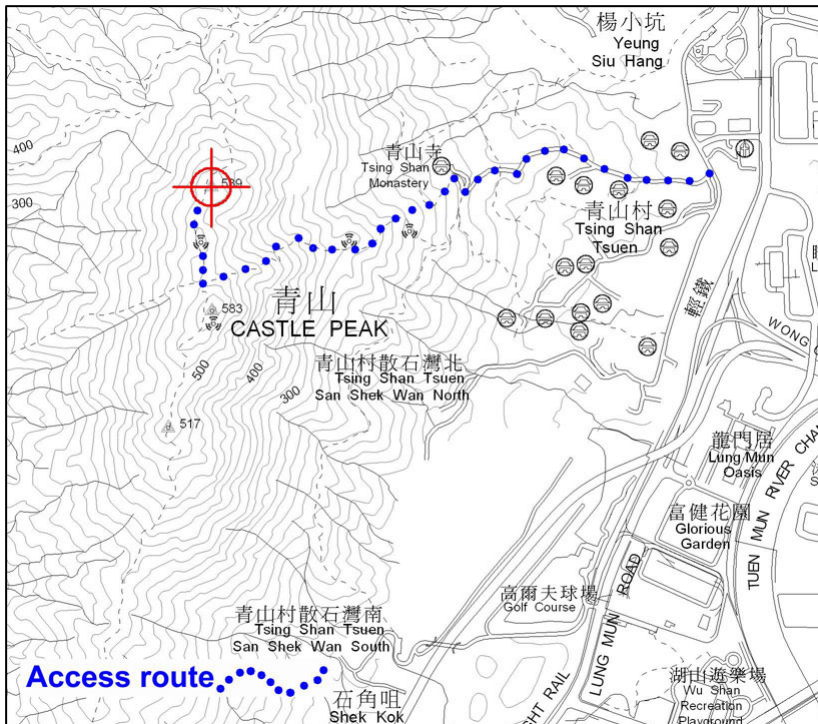 楊小坑
Yeung
Siu Hang
400
300
青山寺
Tsing Shan
Monastery
青山村
Tsing Shan
Tsuen
583
青山
CASTLE PEAK
輕鐵
500
400
300
青山村散石灣北
Tsing Shan Tsuen
San Shek Wan North
517
龍門居
Lung Mun
Oasis
富健花園
Glorious
Garden
TUEN MUN RIVER CHAN
LUNG MUN ROAD
高爾夫球場
Golf Course
青山村散石灣南
Tsing Shan Tsuen
San Shek Wan South
Access route
石角咀
Shek Kok
HT RAIL
湖山遊樂場
Wu Shan
Recreation
Playground